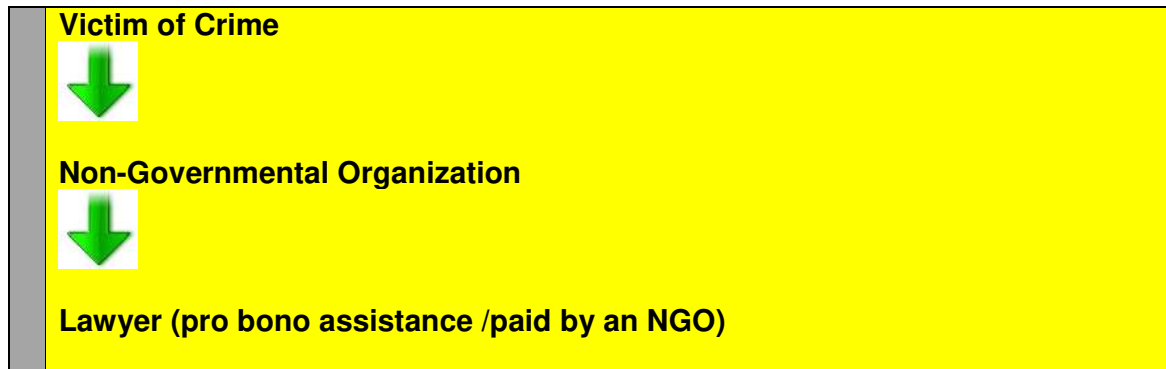 Victim of Crime
Non-Governmental Organization
Lawyer (pro bono assistance /paid by an NGO)